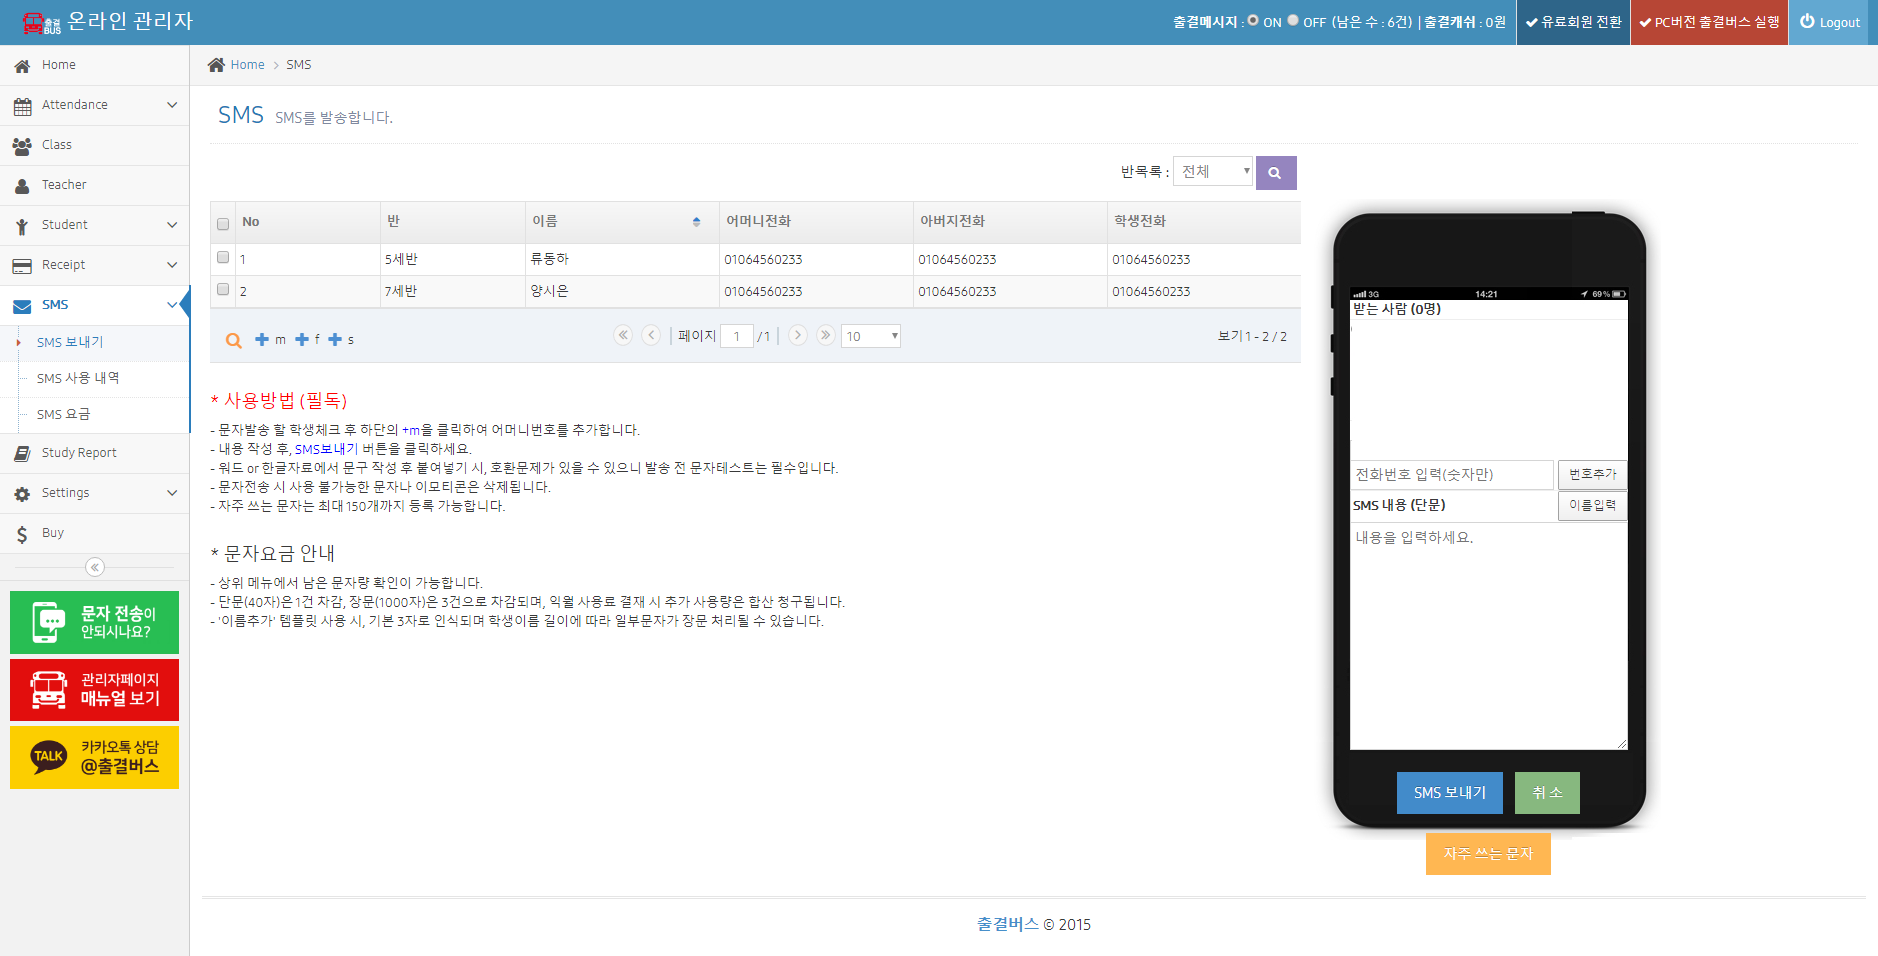 출결BUS 온라인 관리자
출결메시지 : ON OFF (남은 수 : 6건) | 출결캐쉬 : 0원
유료회원 전환
PC버전 출결버스 실행
Logout
Home
Attendance
Class
Teacher
Student
Receipt
SMS
SMS 보내기
SMS 사용 내역
SMS 요금
Study Report
Settings
Buy
문자 전송이
안되시나요?
관리자페이지
매뉴얼 보기
TALK
카카오톡 상담
@출결버스
Home > SMS
SMS SMS를 발송합니다.
반목록 : 전체
No 반 이름 어머니전화 아버지전화 학생전화
1 5세반 류동하 01064560233 01064560233 01064560233
2 7세반 양시은 01064560233 01064560233 01064560233
m f s
페이지 1 / 1
10
보기 1 - 2 / 2
* 사용방법 (필독)
- 문자발송 할 학생체크 후 하단의 +m을 클릭하여 어머니번호를 추가합니다.
- 내용 작성 후, SMS보내기 버튼을 클릭하세요.
- 워드 or 한글자료에서 문구 작성 후 붙여넣기 시, 호환문제가 있을 수 있으니 발송 전 문자테스트는 필수입니다.
- 문자전송 시 사용 불가능한 문자나 이모티콘은 삭제됩니다.
- 자주 쓰는 문자는 최대 150개까지 등록 가능합니다.
* 문자요금 안내
- 상위 메뉴에서 남은 문자량 확인이 가능합니다.
- 단문(40자)은 1건 차감, 장문(1000자)은 3건으로 차감되며, 익월 사용료 결재 시 추가 사용량은 합산 청구됩니다.
- '이름추가' 템플릿 사용 시, 기본 3자로 인식되며 학생이름 길이에 따라 일부문자가 장문 처리될 수 있습니다.
3G 14:21 69%
받는 사람 (0명)
전화번호 입력(숫자만) 번호추가
SMS 내용 (단문) 이름입력
내용을 입력하세요.
SMS 보내기 취 소
자주 쓰는 문자
출결버스 © 2015